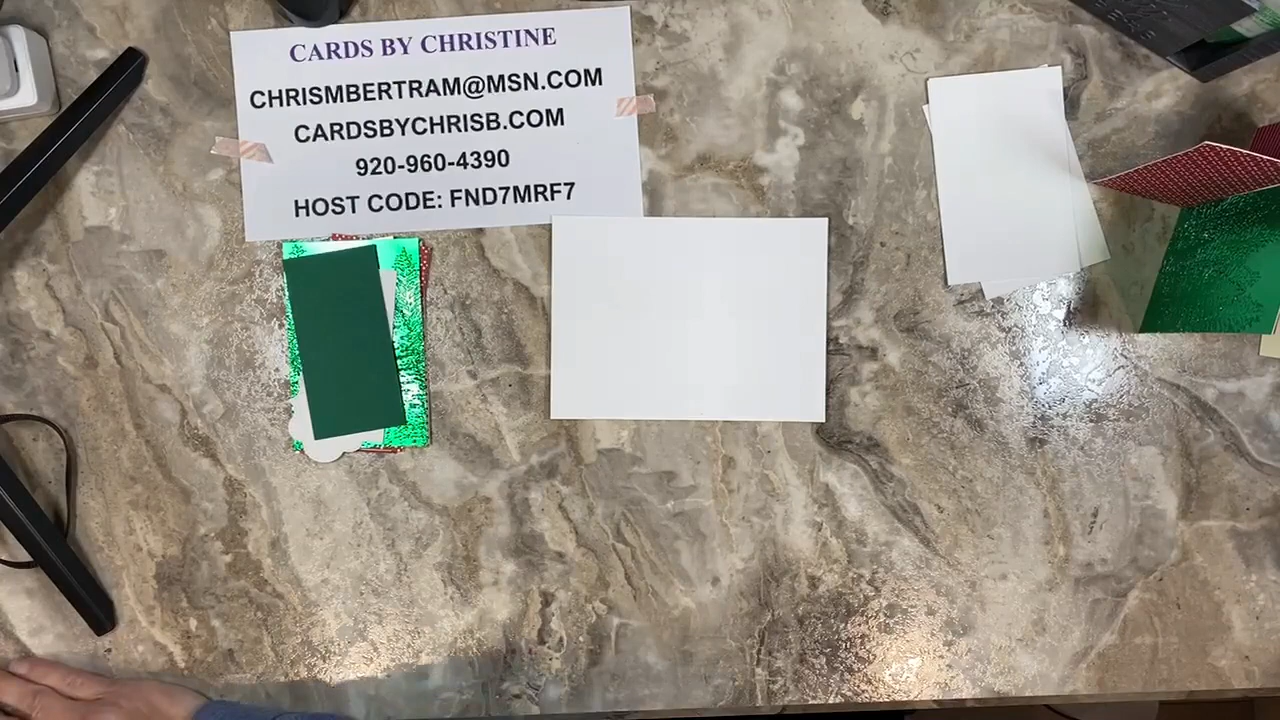 CARDS BY CHRISTINE
CHRISMBERTRAM@MSN.COM
CARDSBYCHRISB.COM
920-960-4390
HOST CODE: FND7MRF7